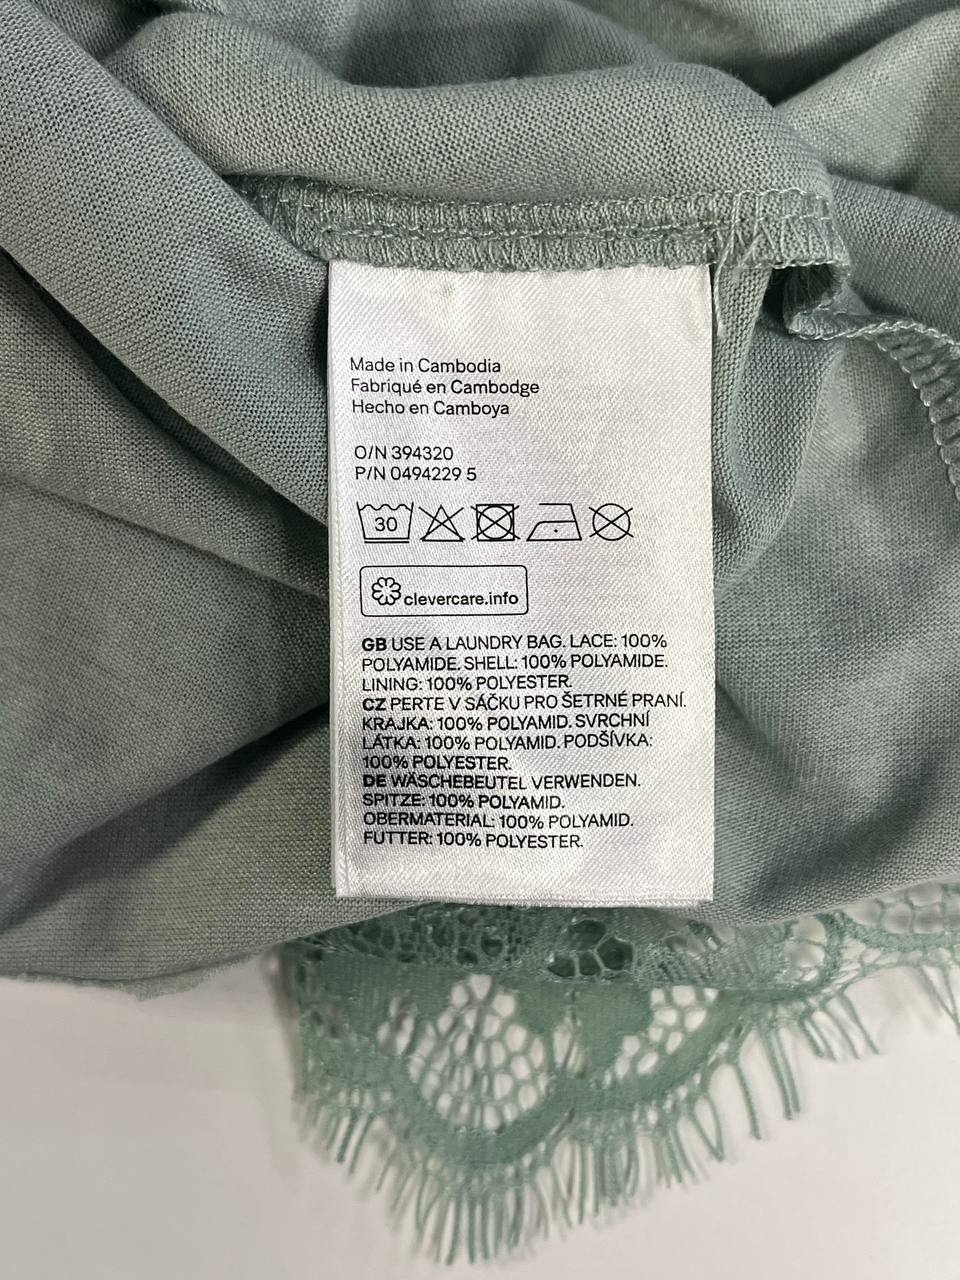 Made in Cambodia
Fabriqué en Cambodge
Hecho en Camboya
O/N 394320
P/N 0494229 5
30
clevercare.info
GB USE A LAUNDRY BAG. LACE: 100%
POLYAMIDE. SHELL: 100% POLYAMIDE.
LINING: 100% POLYESTER.
CZ PERTE V SÁČKU PRO ŠETRNÉ PRANÍ.
KRAJKA: 100% POLYAMID. SVRCHNÍ
LÁTKA: 100% POLYAMID. PODŠÍVKA:
100% POLYESTER.
DE WÄSCHEBEUTEL VERWENDEN.
SPITZE: 100% POLYAMID.
OBERMATERIAL: 100% POLYAMID.
FUTTER: 100% POLYESTER.